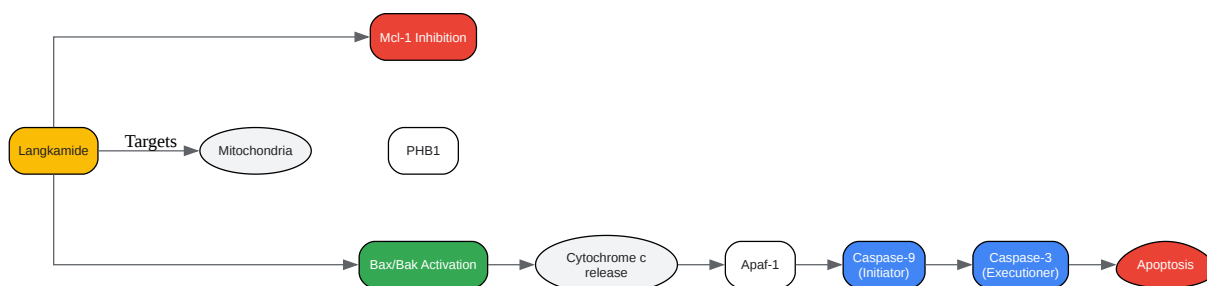 Mcl-1 Inhibition
Langkamide
Targets
Mitochondria
PHB1
Bax/Bak Activation
Cytochrome c
release
Apaf-1
Caspase-9
(Initiator)
Caspase-3
(Executioner)
Apoptosis